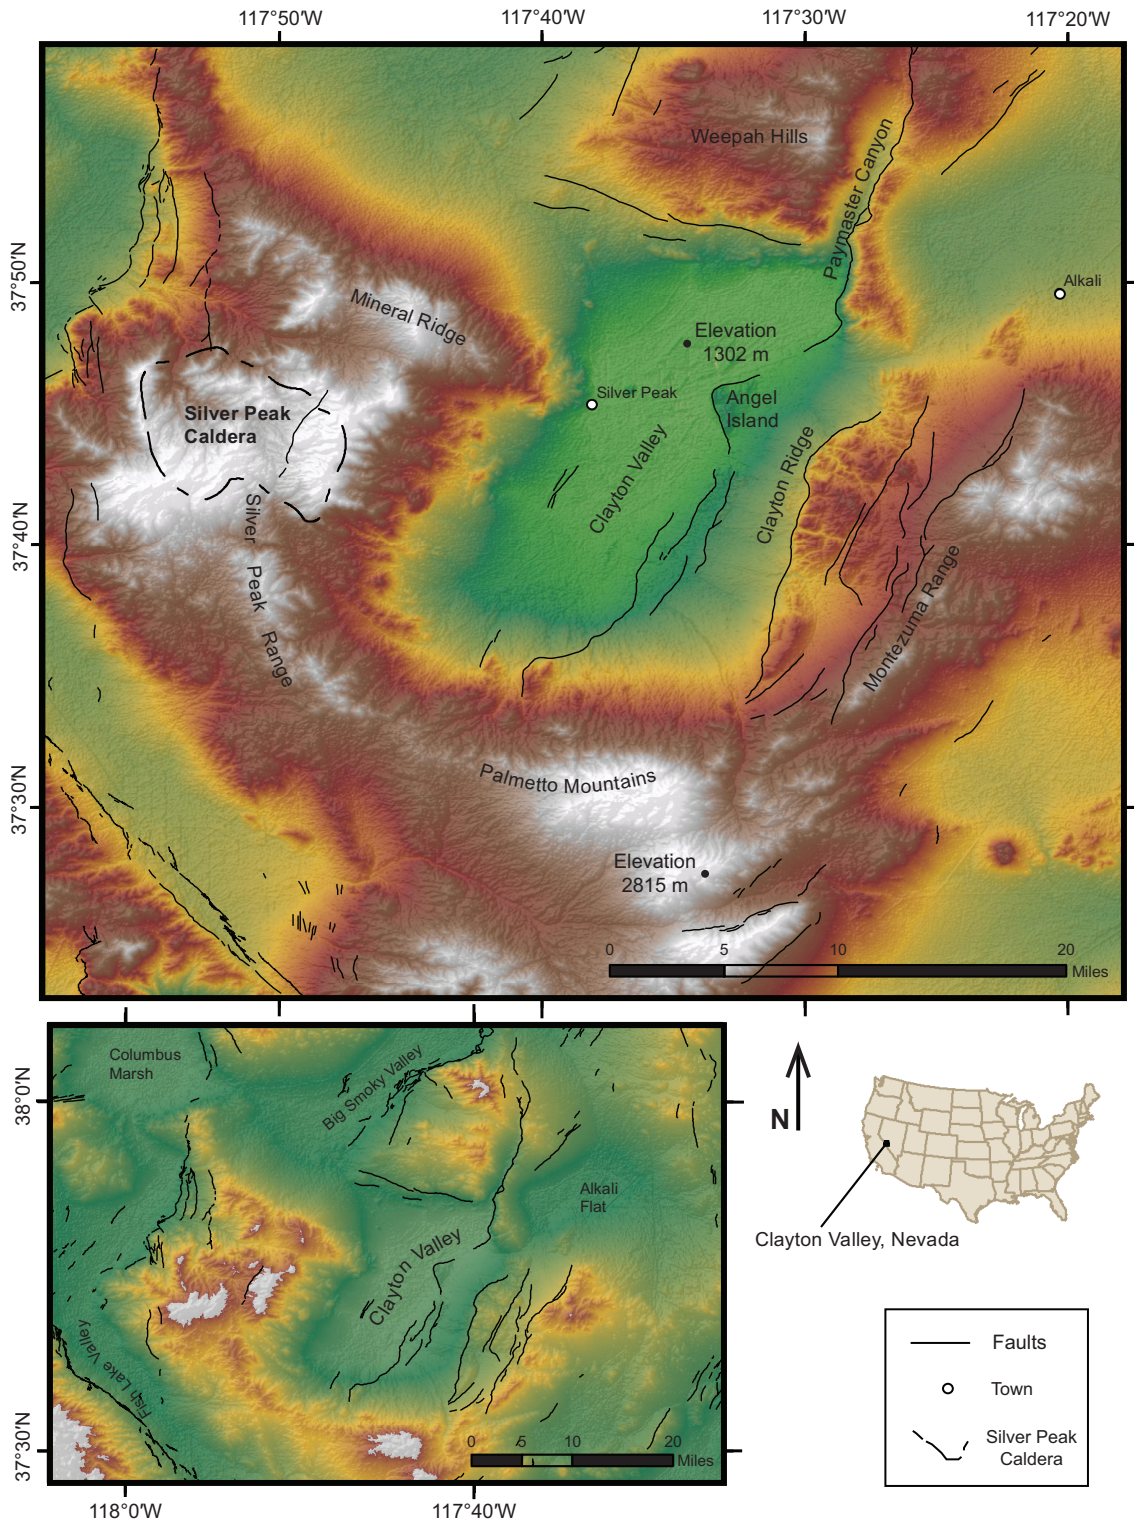 117°50'W
117°40'W
117°30'W
117°20'W
37°50'N
37°40'N
37°30'N
Weepah Hills
Paymaster Canyon
Alkali
Mineral Ridge
Elevation
1302 m
Silver Peak
Angel
Island
Silver Peak
Caldera
Clayton Valley
Clayton Ridge
Silver Peak Range
Montezuma Range
Palmetto Mountains
Elevation
2815 m
0 5 10 20
Miles
Columbus
Marsh
Big Smoky Valley
38°0'N
Alkali
Flat
Clayton Valley
Fish Lake Valley
37°30'N
0 5 10 20
Miles
118°0'W
117°40'W
N
Clayton Valley, Nevada
Faults
Town
Silver Peak
Caldera